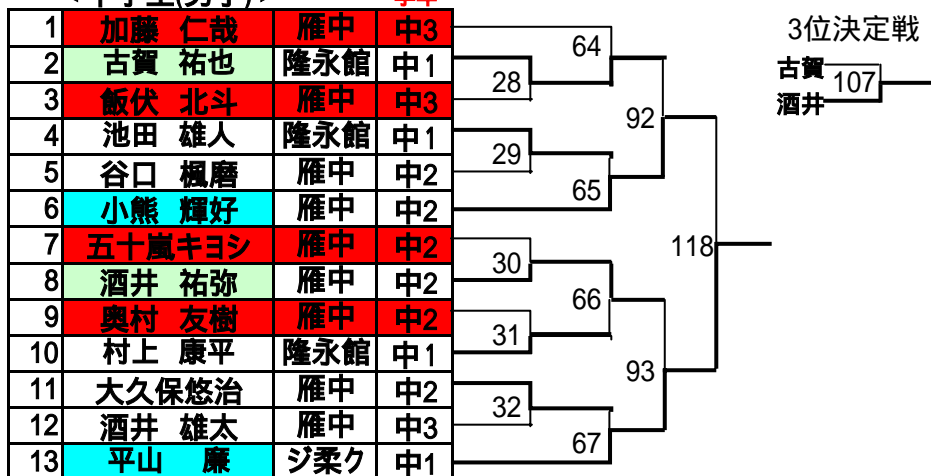 3位決定戦
1 加藤 仁哉 雁中 中3
2 古賀 祐也 隆永館 中1
3 飯伏 北斗 雁中 中3
4 池田 雄人 隆永館 中1
5 谷口 楓磨 雁中 中2
6 小熊 輝好 雁中 中2
7 五十嵐キヨシ 雁中 中2
8 酒井 祐弥 雁中 中2
9 奥村 友樹 雁中 中2
10 村上 康平 隆永館 中1
11 大久保悠治 雁中 中2
12 酒井 雄太 雁中 中3
13 平山 廉 ジ柔ク 中1
28
29
30
31
32
64
65
66
67
92
93
118
古賀
酒井
107